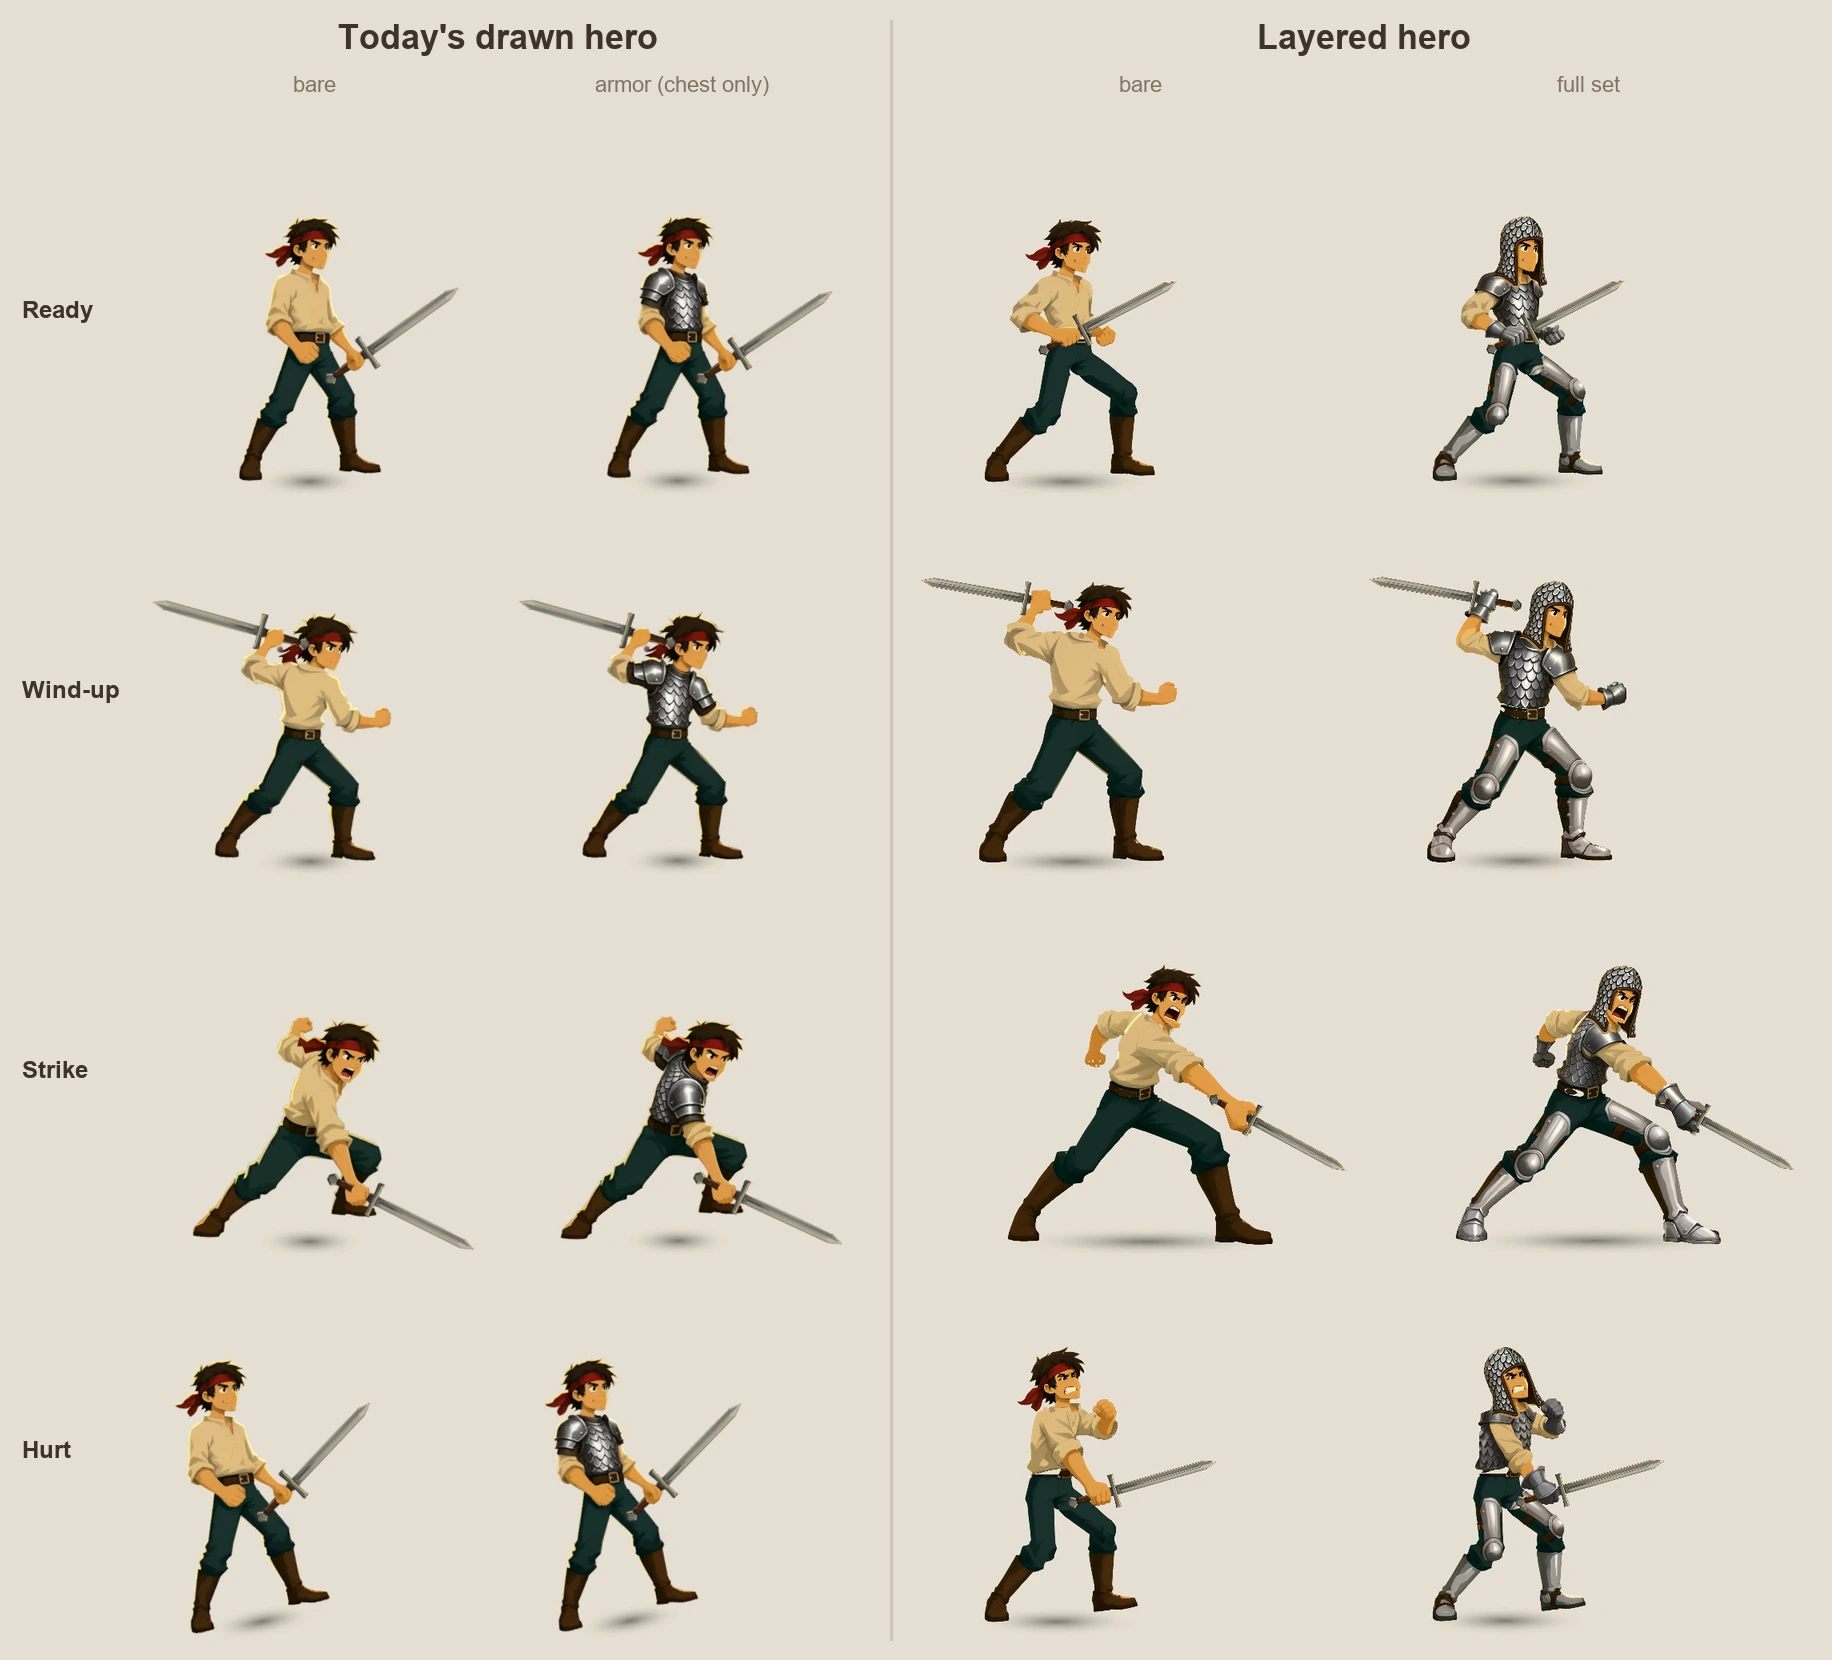 Today's drawn hero
Layered hero
bare
armor (chest only)
bare
full set
Ready
Wind-up
Strike
Hurt